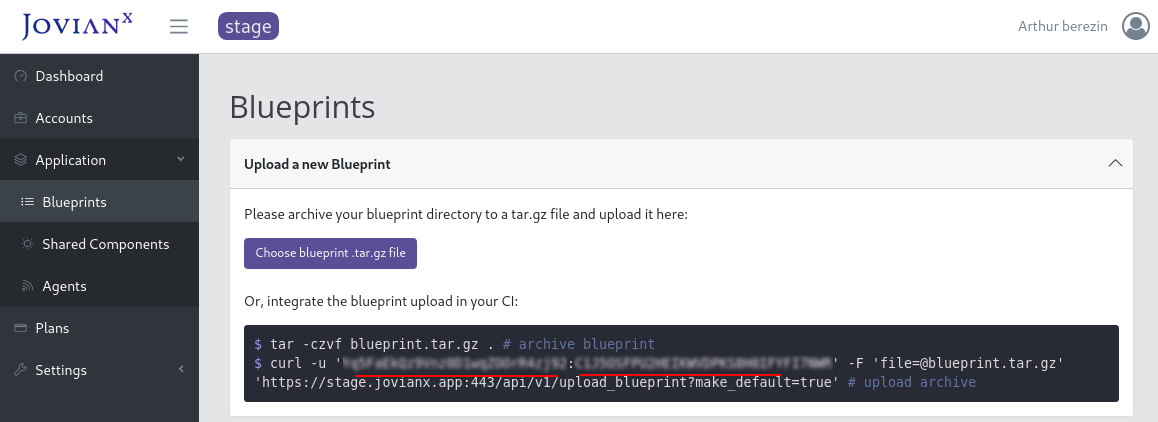 JOVIANX
stage
Arthur berezin
Dashboard
Accounts
Application
Blueprints
Shared Components
Agents
Plans
Settings
Blueprints
Upload a new Blueprint
Please archive your blueprint directory to a tar.gz file and upload it here:
Choose blueprint .tar.gz file
Or, integrate the blueprint upload in your CI:
$ tar -czvf blueprint.tar.gz . # archive blueprint
$ curl -u ':' -F 'file=@blueprint.tar.gz'
'https://stage.jovianx.app:443/api/v1/upload_blueprint?make_default=true' # upload archive